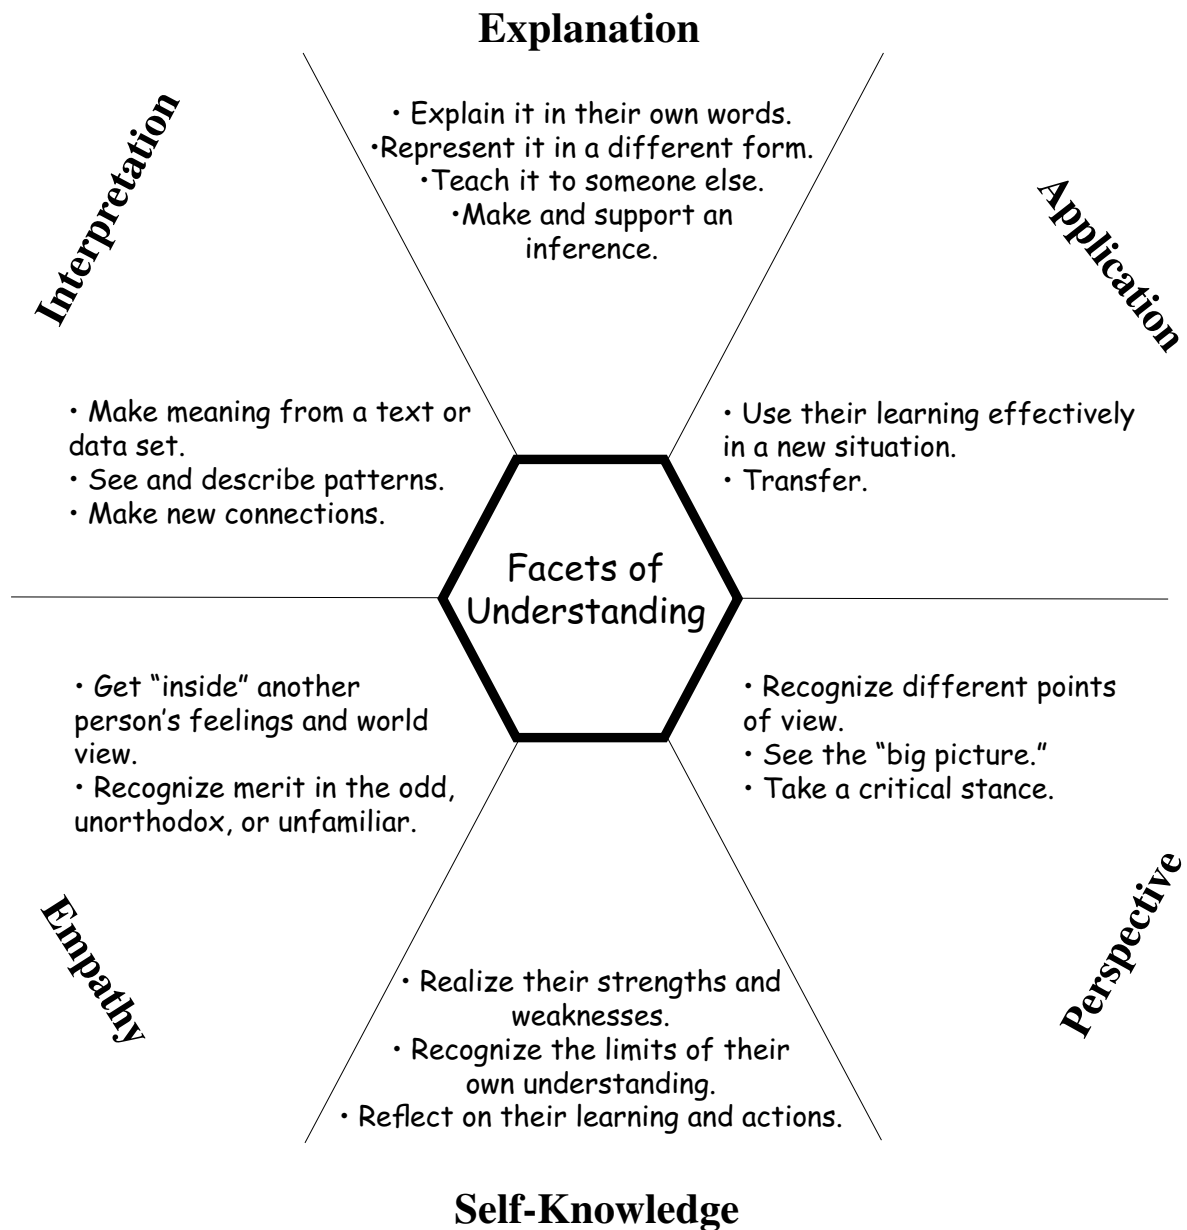 Explanation
• Explain it in their own words.
•Represent it in a different form.
•Teach it to someone else.
•Make and support an
inference.
Interpretation
• Make meaning from a text or
data set.
• See and describe patterns.
• Make new connections.
Application
• Use their learning effectively
in a new situation.
• Transfer.
Facets of
Understanding
• Get “inside” another
person’s feelings and world
view.
• Recognize merit in the odd,
unorthodox, or unfamiliar.
Empathy
• Recognize different points
of view.
• See the “big picture.”
• Take a critical stance.
Perspective
• Realize their strengths and
weaknesses.
• Recognize the limits of their
own understanding.
• Reflect on their learning and actions.
Self-Knowledge